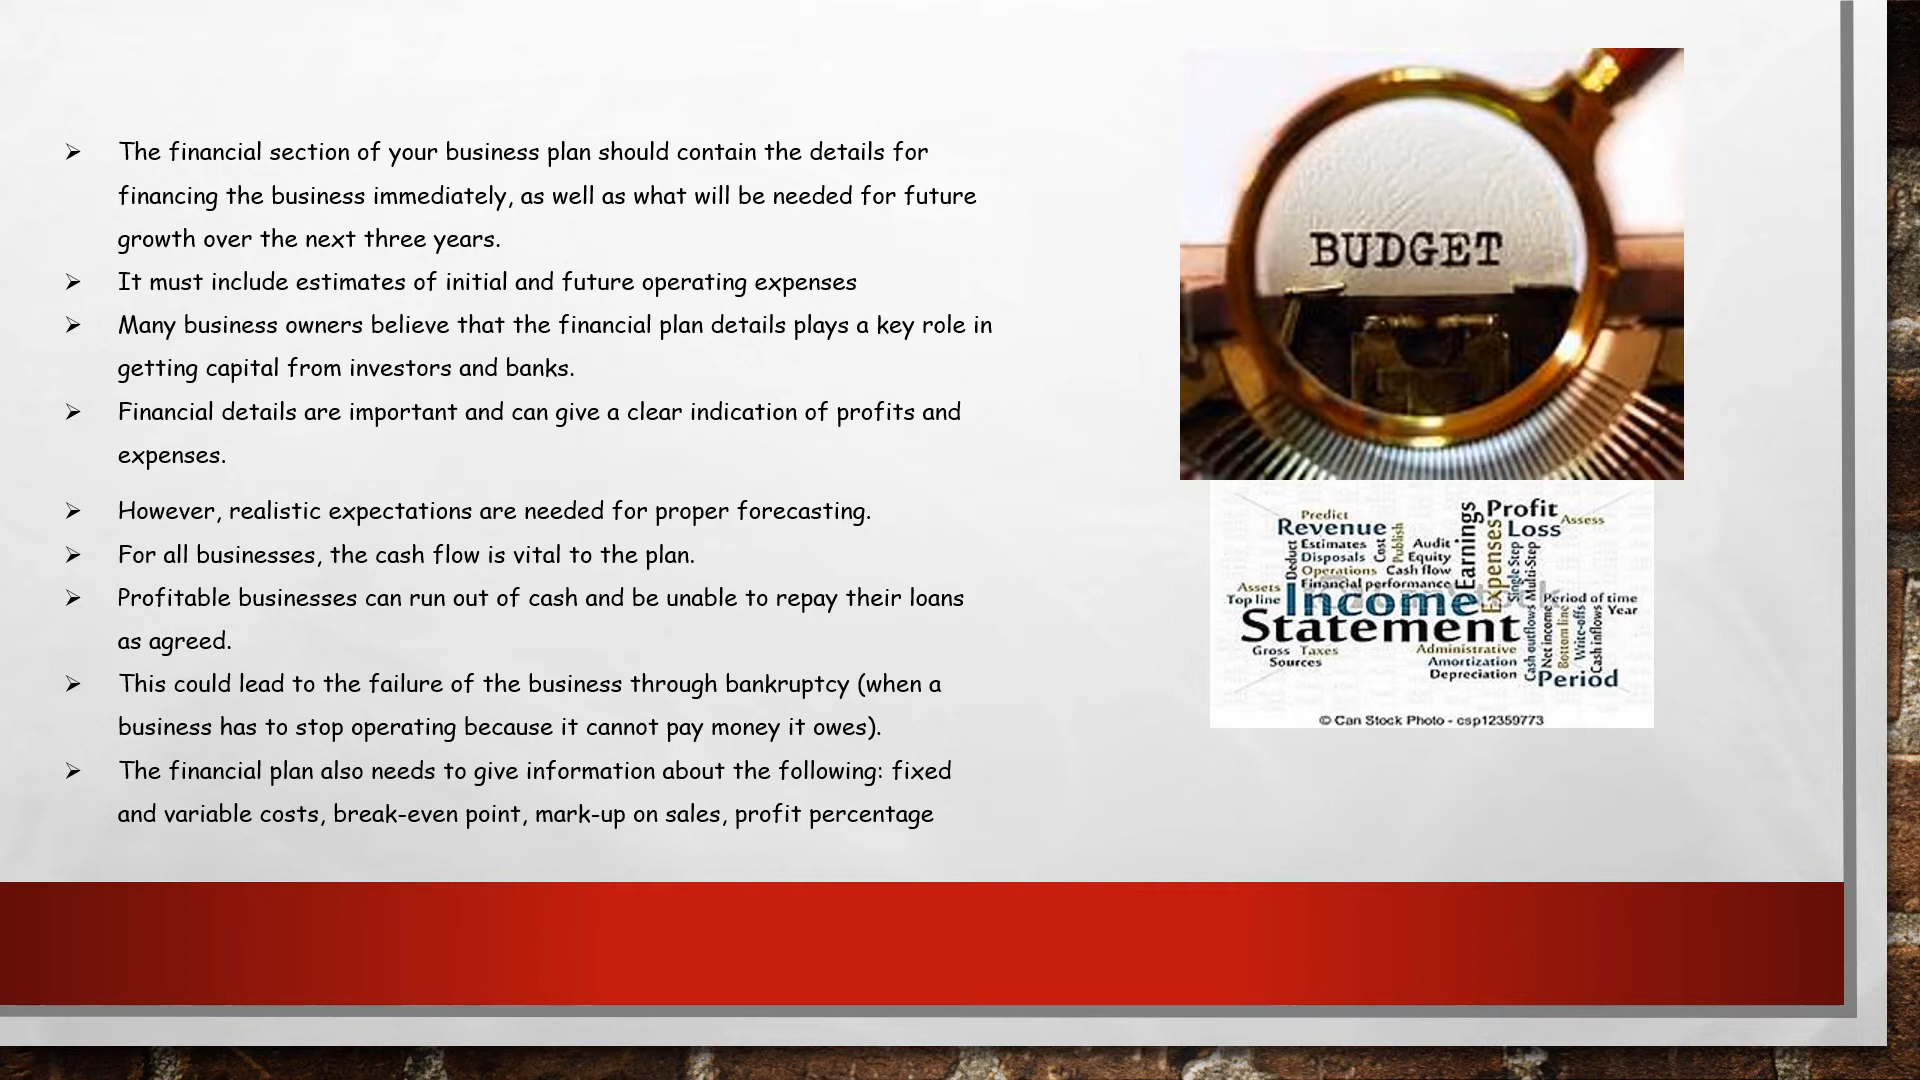 The financial section of your business plan should contain the details for
financing the business immediately, as well as what will be needed for future
growth over the next three years.
It must include estimates of initial and future operating expenses
Many business owners believe that the financial plan details plays a key role in
getting capital from investors and banks.
Financial details are important and can give a clear indication of profits and
expenses.
However, realistic expectations are needed for proper forecasting.
For all businesses, the cash flow is vital to the plan.
Profitable businesses can run out of cash and be unable to repay their loans
as agreed.
This could lead to the failure of the business through bankruptcy (when a
business has to stop operating because it cannot pay money it owes).
The financial plan also needs to give information about the following: fixed
and variable costs, break-even point, mark-up on sales, profit percentage
BUDGET
Predict
Revenue
Estimates
Disposals
Operations
Financial performance
Deduct
Cost
Publish
Audit
Equity
Cash flow
Earnings
Expenses
Profit
Loss
Assess
Single Step
Multi-Step
Assets
Top line
Income
Statement
Period of time
Year
Gross
Taxes
Sources
Administrative
Amortization
Depreciation
Cash outflows
Net income
Bottom line
Write-offs
Cash inflows
Period
© Can Stock Photo - csp12359773